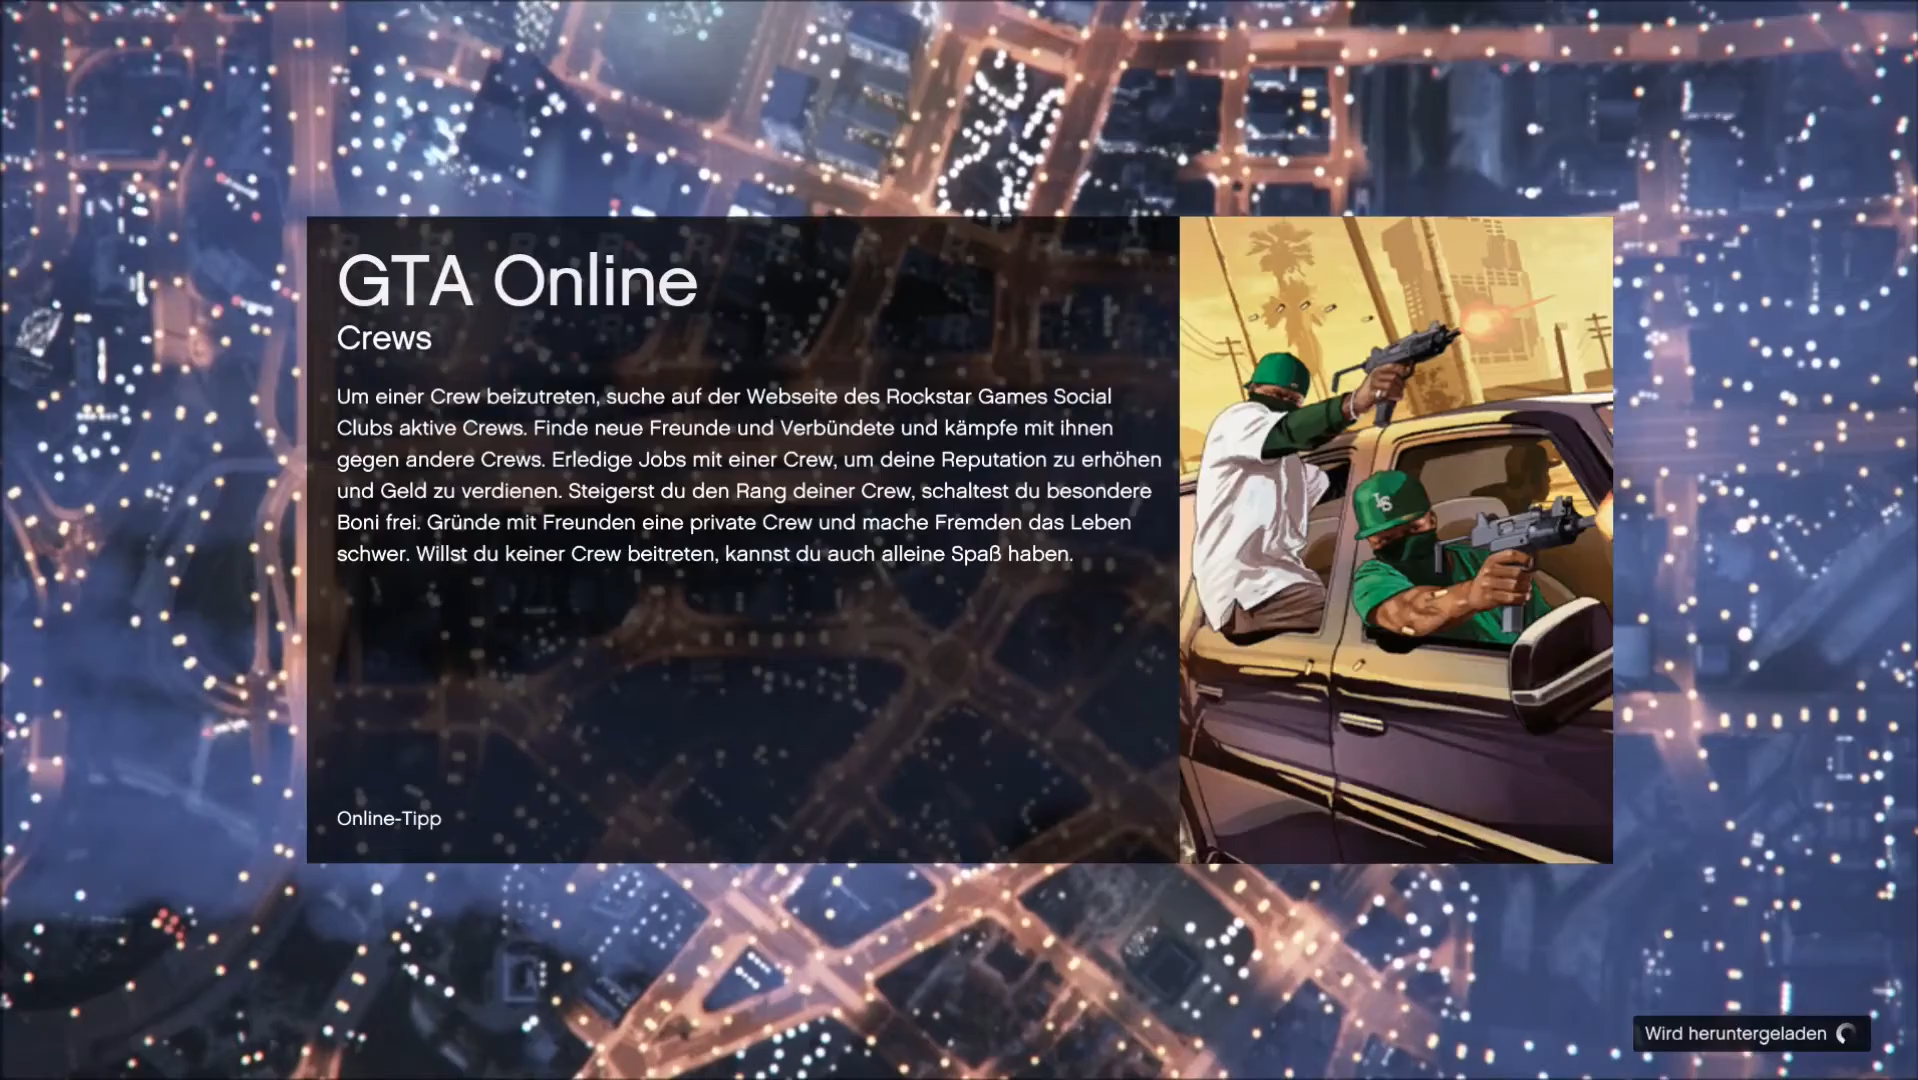 GTA Online
Crews
Um einer Crew beizutreten, suche auf der Webseite des Rockstar Games Social
Clubs aktive Crews. Finde neue Freunde und Verbündete und kämpfe mit ihnen
gegen andere Crews. Erledige Jobs mit einer Crew, um deine Reputation zu erhöhen
und Geld zu verdienen. Steigerst du den Rang deiner Crew, schaltest du besondere
Boni frei. Gründe mit Freunden eine private Crew und mache Fremden das Leben
schwer. Willst du keiner Crew beitreten, kannst du auch alleine Spaß haben.
LS
Online-Tipp
Wird heruntergeladen